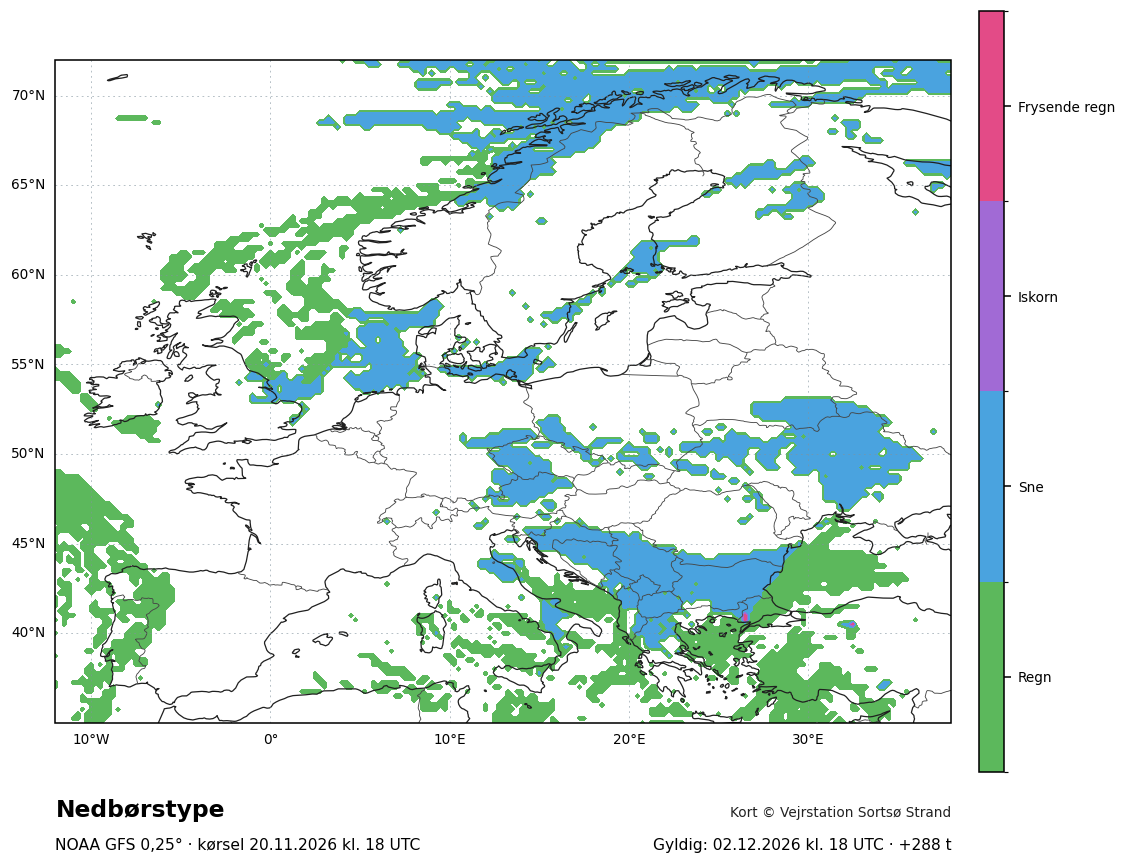 70°N
65°N
60°N
55°N
50°N
45°N
40°N
10°W
0°
10°E
20°E
30°E
Frysende regn
Iskorn
Sne
Regn
Nedbørstype
Kort © Vejrstation Sortsø Strand
NOAA GFS 0,25° · kørsel 20.11.2026 kl. 18 UTC
Gyldig: 02.12.2026 kl. 18 UTC · +288 t